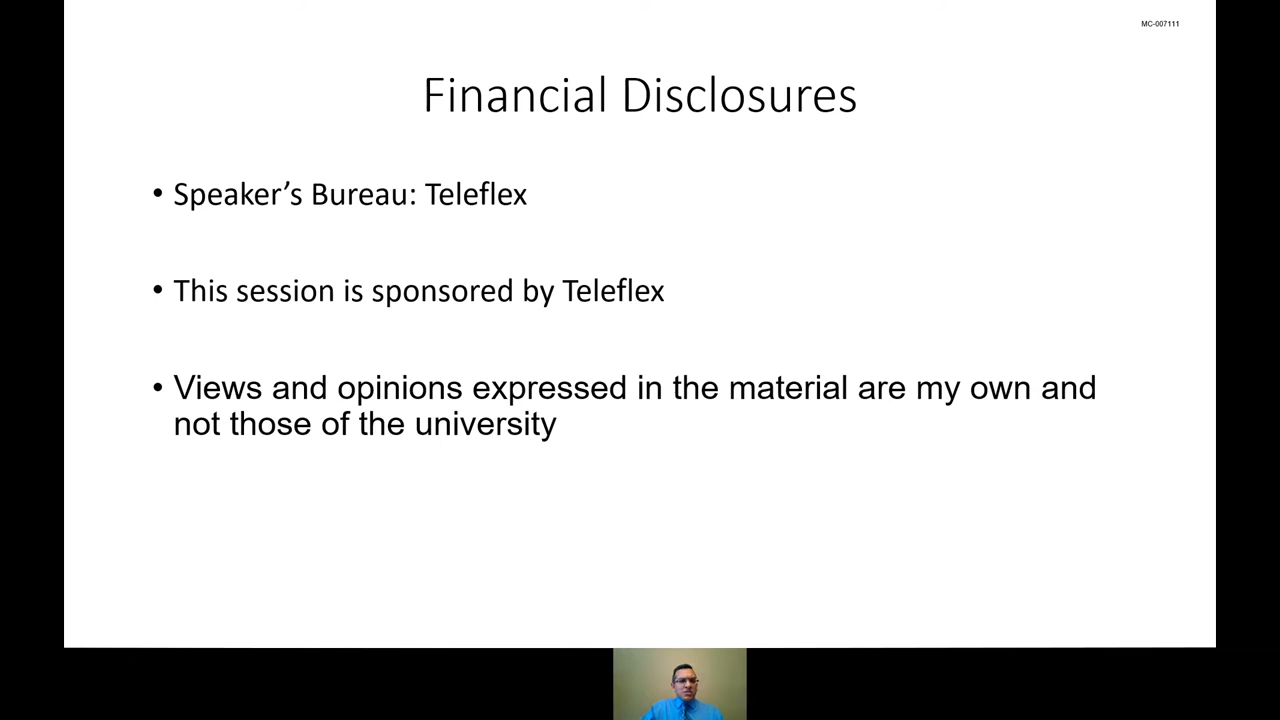 MC-007111
Financial Disclosures
• Speaker’s Bureau: Teleflex
• This session is sponsored by Teleflex
• Views and opinions expressed in the material are my own and
not those of the university